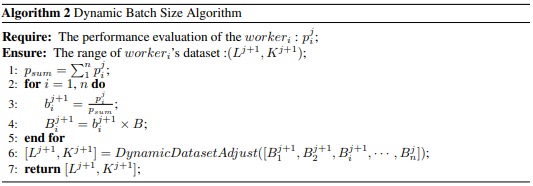 Algorithm 2 Dynamic Batch Size Algorithm
Require: The performance evaluation of the $worker_i : p_i^j$;
Ensure: The range of $worker_i$'s dataset :$(L^{j+1}, K^{j+1})$;
1: $p_{sum} = \sum_1^n p_i^j$;
2: for $i = 1, n$ do
3: $b_i^{j+1} = \frac{p_i^j}{p_{sum}}$;
4: $B_i^{j+1} = b_i^{j+1} \times B$;
5: end for
6: $[L^{j+1}, K^{j+1}] = DynamicDatasetAdjust([B_1^{j+1}, B_2^{j+1}, B_i^{j+1}, \cdots, B_n^j])$;
7: return $[L^{j+1}, K^{j+1}]$;